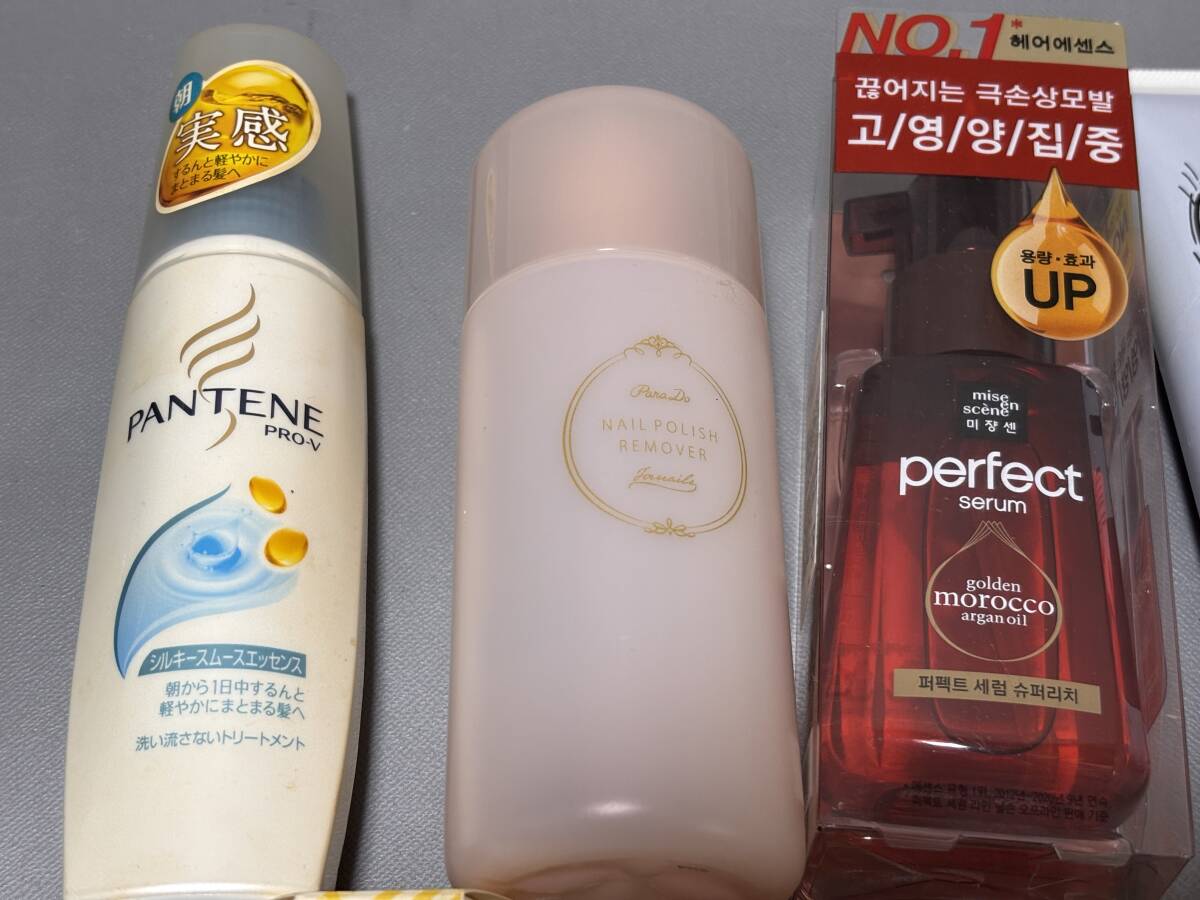 朝
実感
するんと軽やかに
まとまる髪へ
PANTENE
PRO-V
シルキースムースエッセンス
朝から1日中するんと
軽やかにまとまる髪へ
洗い流さないトリートメント
ParaDo
NAIL POLISH
REMOVER
for nails
NO.1*
헤어에센스
끊어지는 극손상모발
고/영/양/집/중
용량·효과
UP
mise
en
scène
미쟝센
perfect
serum
golden
morocco
argan oil
퍼펙트 세럼 슈퍼리치